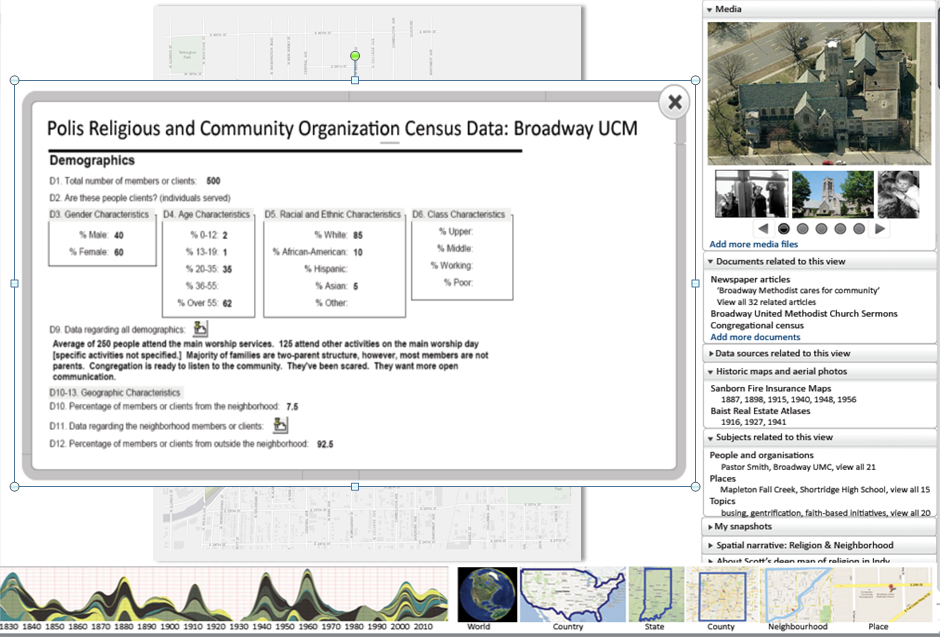 Polis Religious and Community Organization Census Data: Broadway UCM
Demographics
D1. Total number of members or clients: 500
D2. Are these people clients? (individuals served)
D3. Gender Characteristics
% Male: 40
% Female: 60
D4. Age Characteristics
% 0-12: 2
% 13-19: 1
% 20-35: 35
% 36-55:
% Over 55: 62
D5. Racial and Ethnic Characteristics
% White: 85
% African-American: 10
% Hispanic:
% Asian: 5
% Other:
D6. Class Characteristics
% Upper:
% Middle:
% Working:
% Poor:
D9. Data regarding all demographics:
Average of 250 people attend the main worship services. 125 attend other activities on the main worship day
[specific activities not specified.] Majority of families are two-parent structure, however, most members are not
parents. Congregation is ready to listen to the community. They've been scared. They want more open
communication.
D10-13. Geographic Characteristics
D10. Percentage of members or clients from the neighborhood: 7.5
D11. Data regarding the neighborhood members or clients:
D12. Percentage of members or clients from outside the neighborhood: 92.5
Media
Add more media files
Documents related to this view
Newspaper articles
'Broadway Methodist cares for community'
View all 32 related articles
Broadway United Methodist Church Sermons
Congregational census
Add more documents
Data sources related to this view
Historic maps and aerial photos
Sanborn Fire Insurance Maps
1887, 1898, 1915, 1940, 1948, 1956
Baist Real Estate Atlases
1916, 1927, 1941
Subjects related to this view
People and organisations
Pastor Smith, Broadway UMC, view all 21
Places
Mapleton Fall Creek, Shortridge High School, view all 15
Topics
busing, gentrification, faith-based initiatives, view all 20
My snapshots
Spatial narrative: Religion & Neighborhood
About Scott's deep map of religion in Indy
1830 1840 1850 1860 1870 1880 1890 1900 1910 1920 1930 1940 1950 1960 1970 1980 1990 2000 2010
World
Country
State
County
Neighbourhood
Place